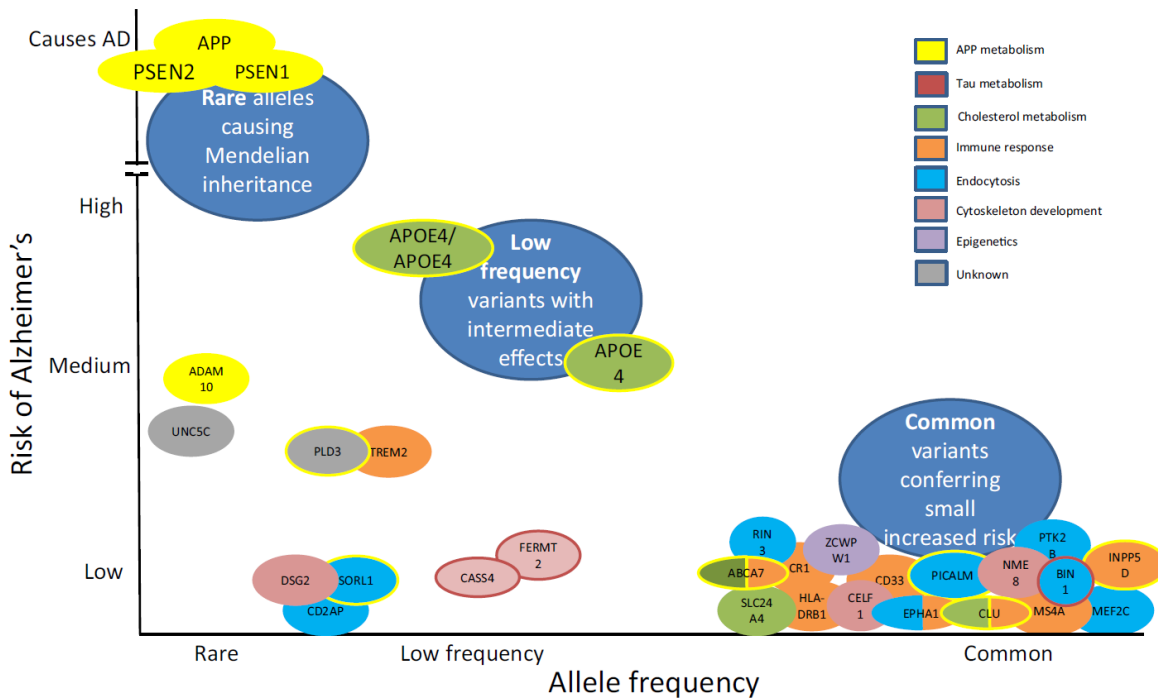 Causes AD
APP
PSEN2
PSEN1
Rare alleles
causing
Mendelian
inheritance
High
APOE4/
APOE4
Low
frequency
variants with
intermediate
effects
APOE
4
Medium
ADAM
10
UNC5C
PLD3
TREM2
Common
variants
conferring
small
increased risk
Low
DSG2
SORL1
CD2AP
FERMT
2
CASS4
RIN
3
ZCWP
W1
PTK2
B
ABCA7
CR1
CD33
PICALM
NME
8
BIN
1
INPP5
D
SLC24
A4
HLA-
DRB1
CELF
1
EPHA1
CLU
MS4A
MEF2C
Rare
Low frequency
Common
Allele frequency
Risk of Alzheimer's
APP metabolism
Tau metabolism
Cholesterol metabolism
Immune response
Endocytosis
Cytoskeleton development
Epigenetics
Unknown